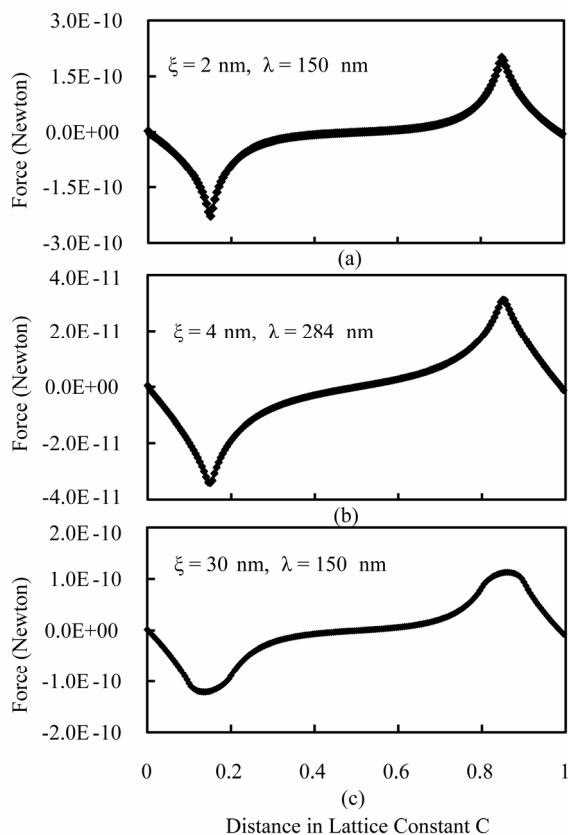 3.0E-10
1.5E-10
0.0E+00
-1.5E-10
-3.0E-10
Force (Newton)
ξ = 2 nm, λ = 150 nm
(a)
4.0E-11
2.0E-11
0.0E+00
-2.0E-11
-4.0E-11
Force (Newton)
ξ = 4 nm, λ = 284 nm
(b)
2.0E-10
1.0E-10
0.0E+00
-1.0E-10
-2.0E-10
Force (Newton)
ξ = 30 nm, λ = 150 nm
0 0.2 0.4 0.6 0.8 1
(c)
Distance in Lattice Constant C